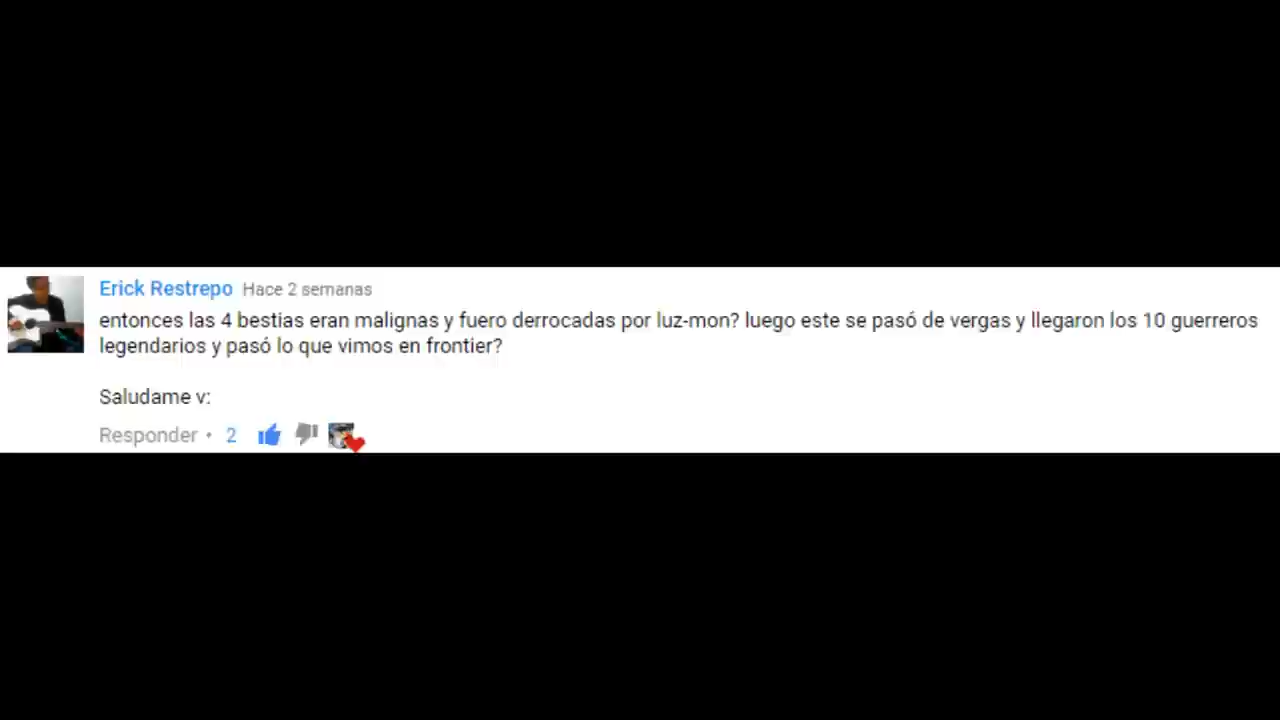 Erick Restrepo Hace 2 semanas
entonces las 4 bestias eran malignas y fuero derrocadas por luz-mon? luego este se pasó de vergas y llegaron los 10 guerreros
legendarios y pasó lo que vimos en frontier?
Saludame v:
Responder • 2